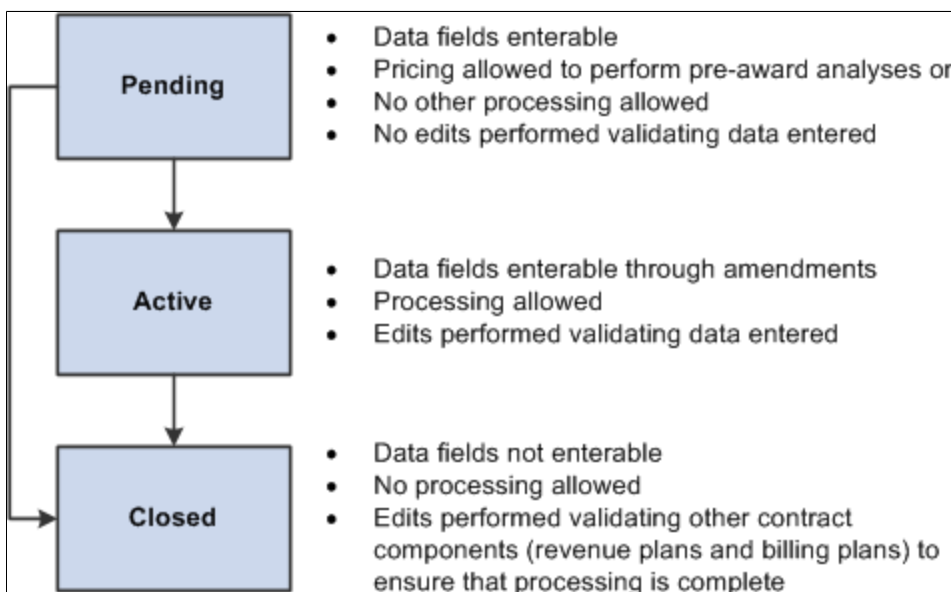 Pending
• Data fields enterable
• Pricing allowed to perform pre-award analyses or
• No other processing allowed
• No edits performed validating data entered
Active
• Data fields enterable through amendments
• Processing allowed
• Edits performed validating data entered
Closed
• Data fields not enterable
• No processing allowed
• Edits performed validating other contract
components (revenue plans and billing plans) to
ensure that processing is complete